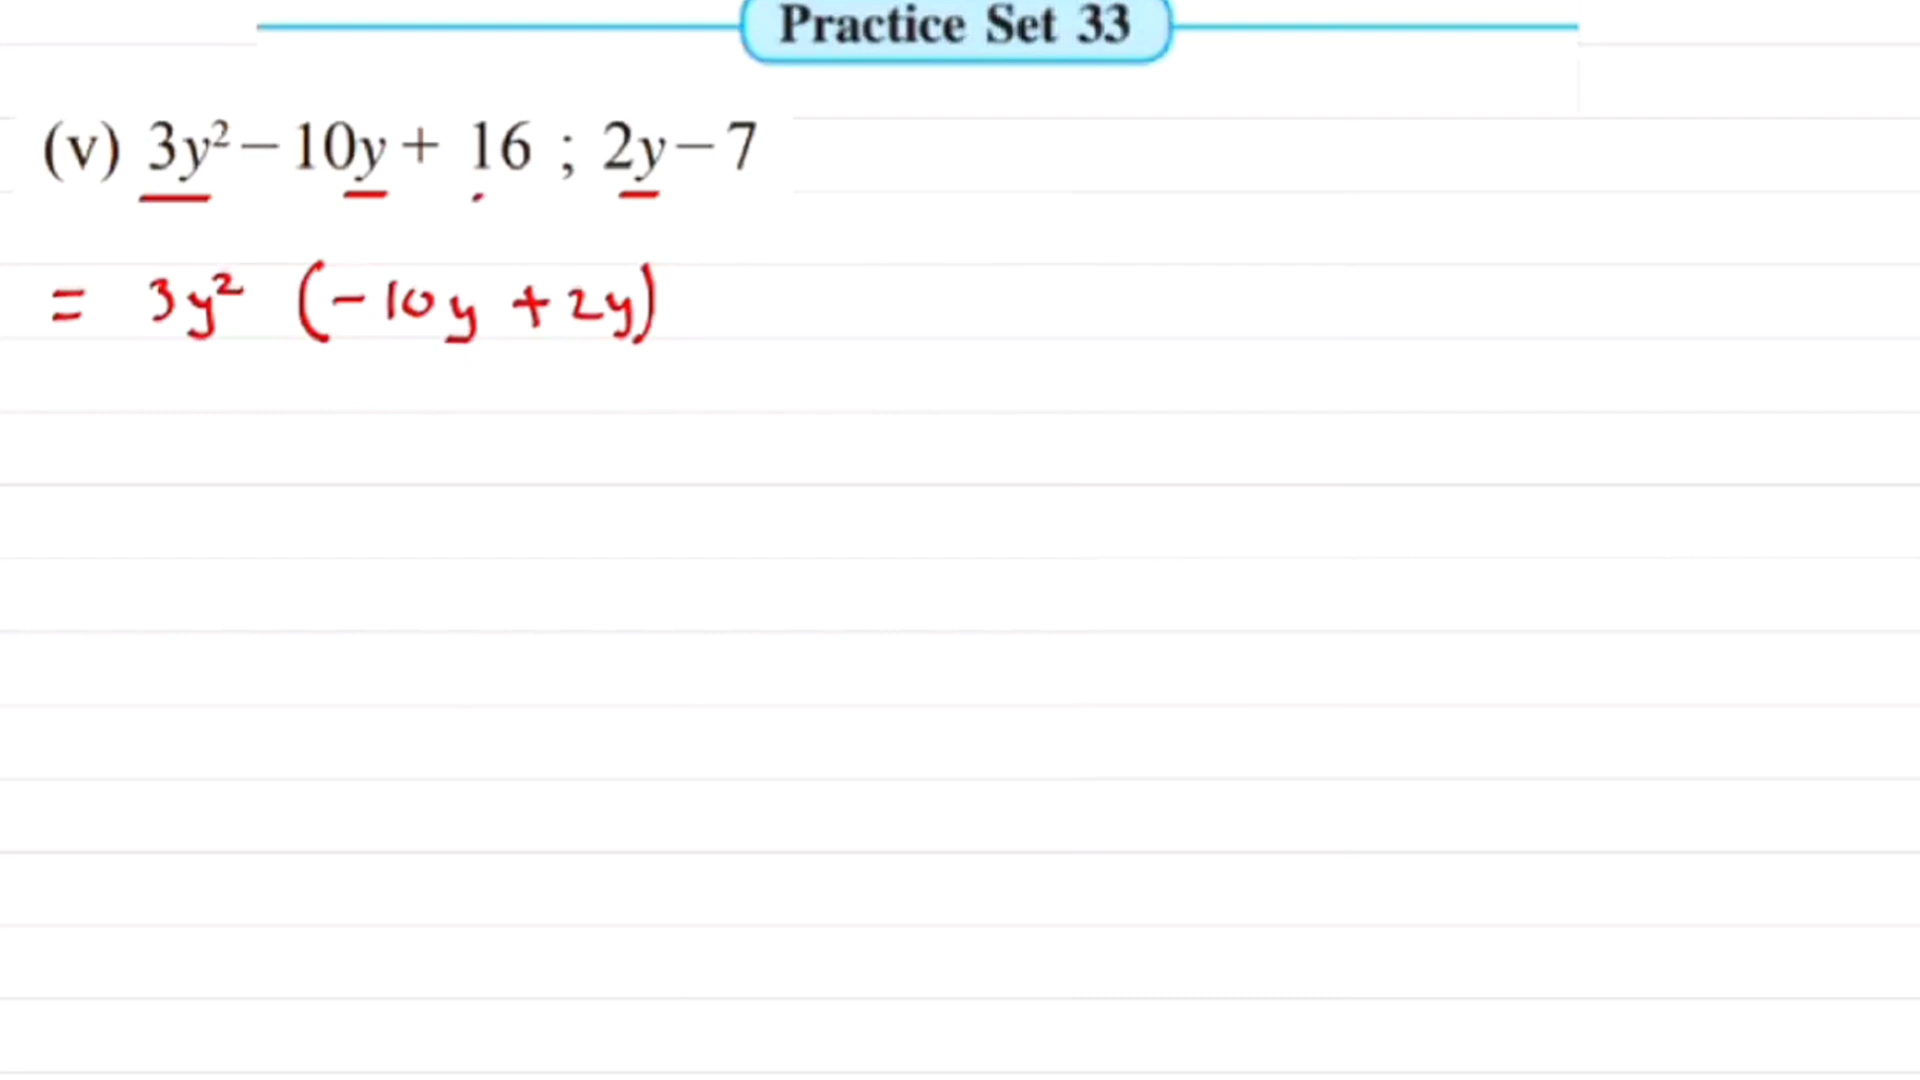 Practice Set 33
(v) 3y²−10y+ 16 ; 2y−7
= 3y² (-10y +2y)